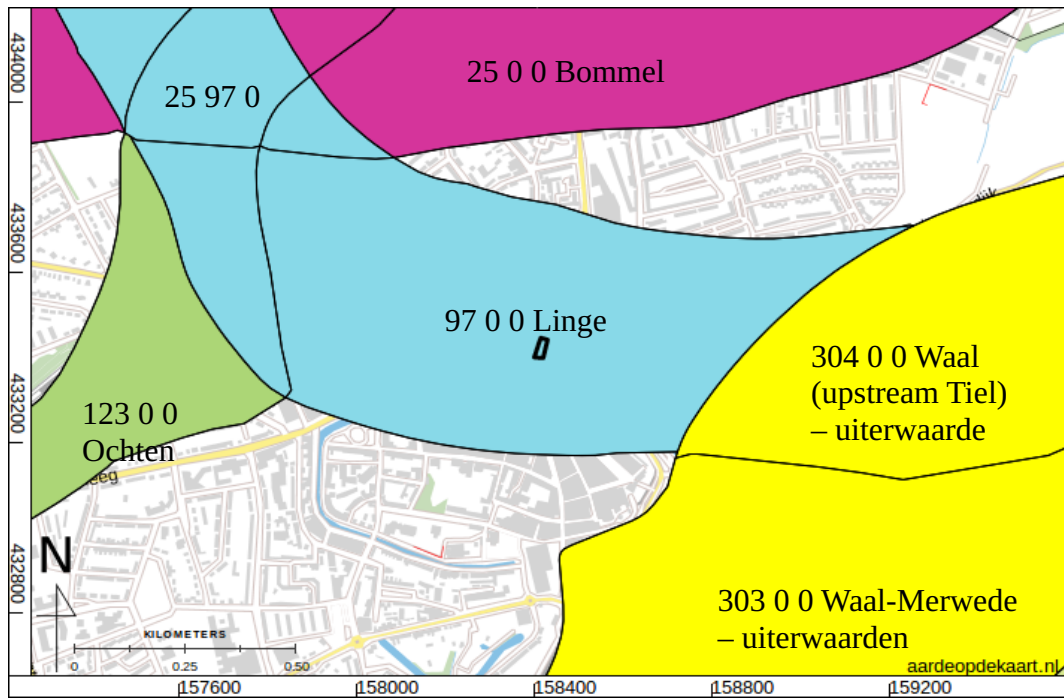 434000
25 97 0
25 0 0 Bommel
433600
97 0 0 Linge
304 0 0 Waal
(upstream Tiel)
– uiterwaarde
433200
123 0 0
Ochten
eeg
N
432800
303 0 0 Waal-Merwede
– uiterwaarden
KILOMETERS
0 0.25 0.50
aardeopdekaart.nl
157600 158000 158400 158800 159200